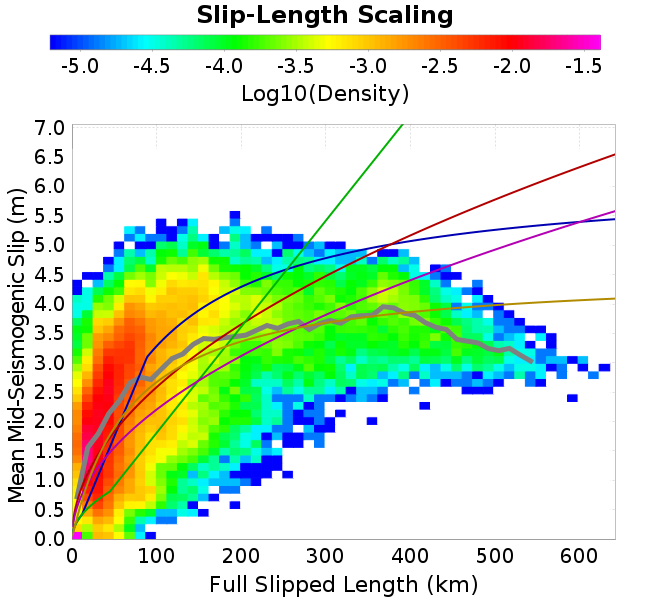 Slip-Length Scaling
-5.0 -4.5 -4.0 -3.5 -3.0 -2.5 -2.0 -1.5
Log10(Density)
7.0
6.5
6.0
5.5
5.0
4.5
4.0
3.5
3.0
2.5
2.0
1.5
1.0
0.5
0.0
Mean Mid-Seismogenic Slip (m)
0 100 200 300 400 500 600
Full Slipped Length (km)